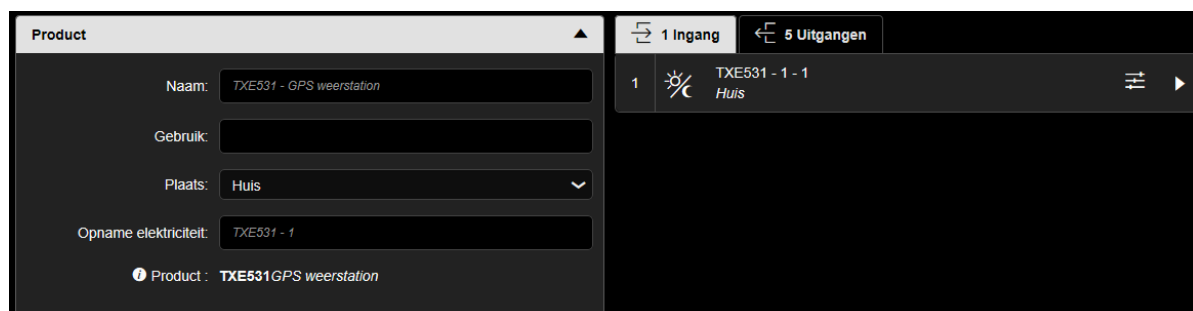 Product
Naam: TXE531 - GPS weerstation
Gebruik:
Plaats: Huis
Opname elektriciteit: TXE531 - 1
Product : TXE531GPS weerstation
1 Ingang
5 Uitgangen
1
TXE531 - 1 - 1
Huis